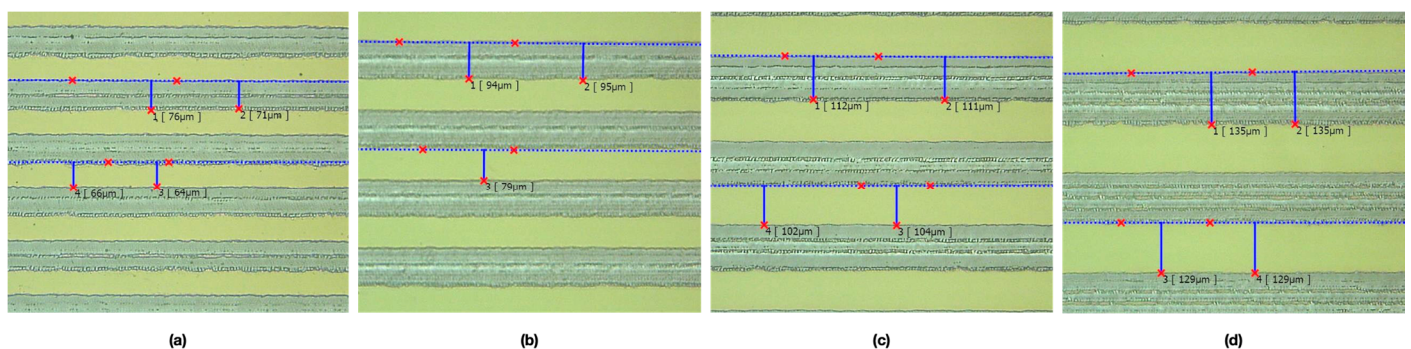 1 [ 76µm ]
2 [ 71µm ]
4 [ 66µm ]
3 [ 64µm ]
1 [ 94µm ]
2 [ 95µm ]
3 [ 79µm ]
1 [ 112µm ]
2 [ 111µm ]
4 [ 102µm ]
3 [ 104µm ]
1 [ 135µm ]
2 [ 135µm ]
3 [ 129µm ]
4 [ 129µm ]
(a)
(b)
(c)
(d)